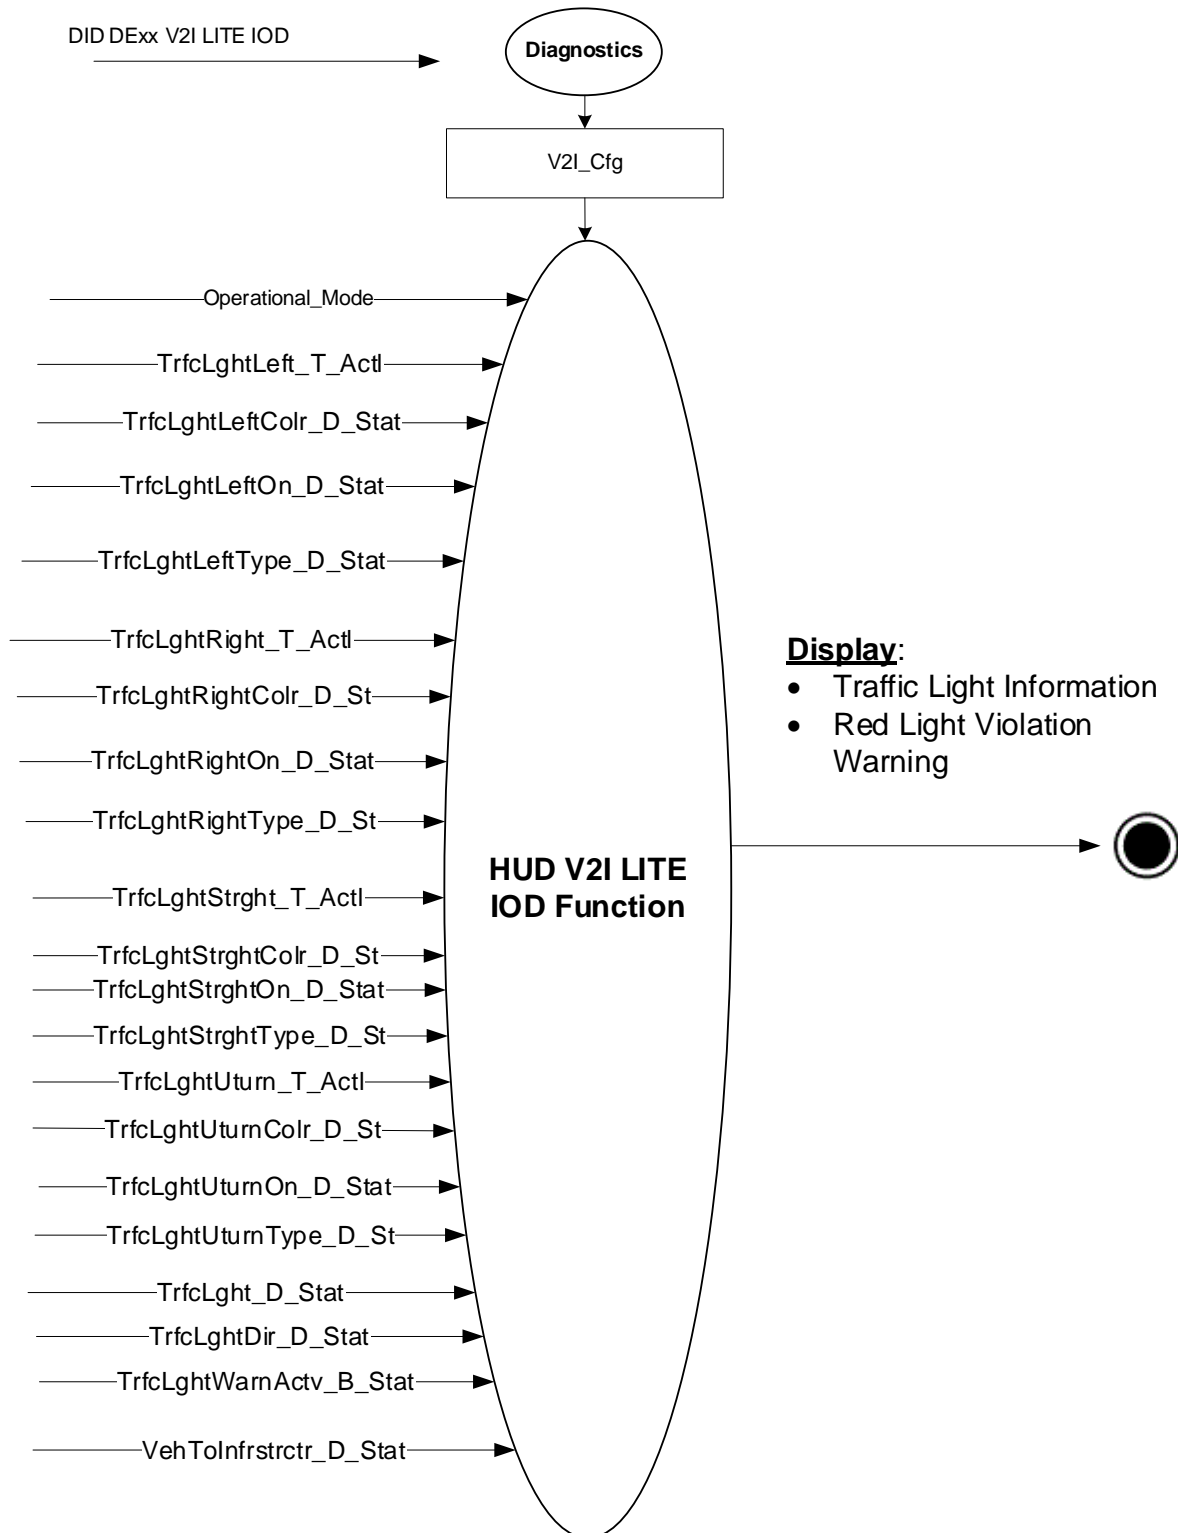 DID DExx V2I LITE IOD
Diagnostics
V2I_Cfg
Operational_Mode
TrfcLghtLeft_T_Actl
TrfcLghtLeftColr_D_Stat
TrfcLghtLeftOn_D_Stat
TrfcLghtLeftType_D_Stat
TrfcLghtRight_T_Actl
TrfcLghtRightColr_D_St
TrfcLghtRightOn_D_Stat
TrfcLghtRightType_D_St
TrfcLghtStrght_T_Actl
TrfcLghtStrghtColr_D_St
TrfcLghtStrghtOn_D_Stat
TrfcLghtStrghtType_D_St
TrfcLghtUturn_T_Actl
TrfcLghtUturnColr_D_St
TrfcLghtUturnOn_D_Stat
TrfcLghtUturnType_D_St
TrfcLght_D_Stat
TrfcLghtDir_D_Stat
TrfcLghtWarnActv_B_Stat
VehToInfrstrctr_D_Stat
HUD V2I LITE
IOD Function
Display:
• Traffic Light Information
• Red Light Violation
Warning